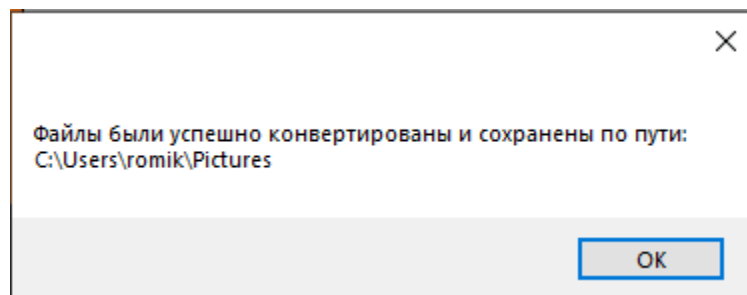 Файлы были успешно конвертированы и сохранены по пути:
C:\Users\romik\Pictures
OK